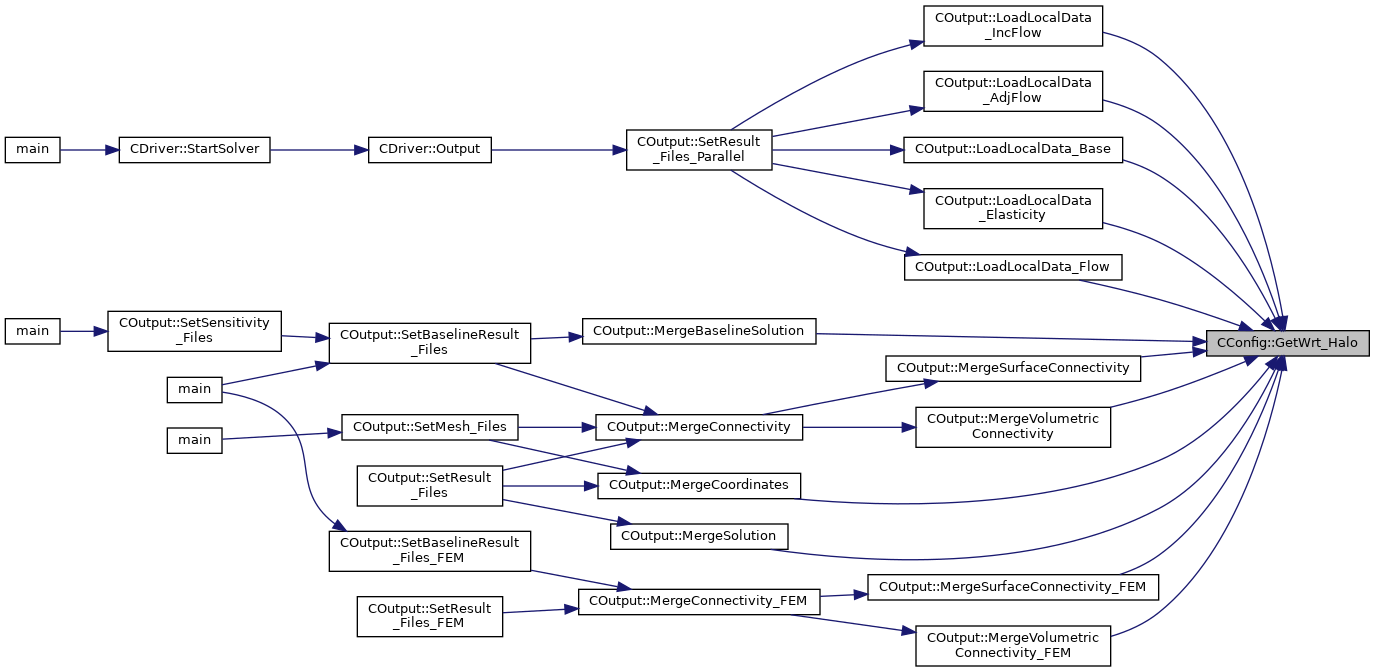 COutput::LoadLocalData
_IncFlow
COutput::LoadLocalData
_AdjFlow
main
CDriver::StartSolver
CDriver::Output
COutput::SetResult
_Files_Parallel
COutput::LoadLocalData_Base
COutput::LoadLocalData
_Elasticity
COutput::LoadLocalData_Flow
main
COutput::SetSensitivity
_Files
COutput::SetBaselineResult
_Files
COutput::MergeBaselineSolution
CConfig::GetWrt_Halo
COutput::MergeSurfaceConnectivity
main
COutput::SetMesh_Files
COutput::MergeConnectivity
COutput::MergeVolumetric
Connectivity
main
COutput::SetResult
_Files
COutput::MergeCoordinates
COutput::MergeSolution
COutput::SetBaselineResult
_Files_FEM
COutput::MergeSurfaceConnectivity_FEM
COutput::SetResult
_Files_FEM
COutput::MergeConnectivity_FEM
COutput::MergeVolumetric
Connectivity_FEM